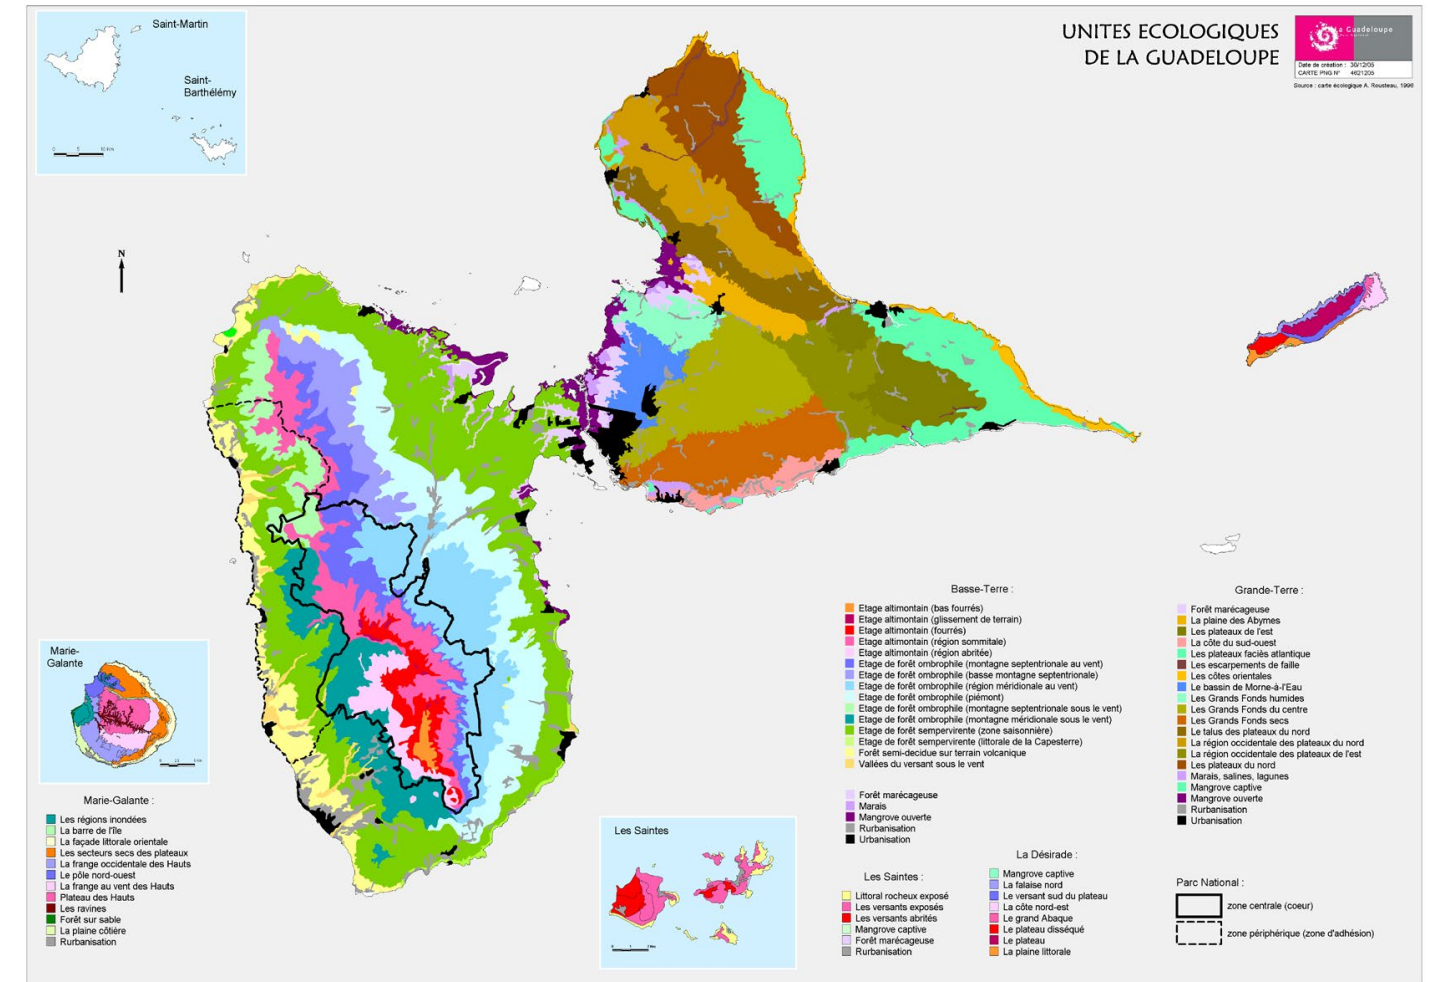 Saint-Martin
Saint-
Barthélémy
0 5 10 km
UNITES ECOLOGIQUES
DE LA GUADELOUPE
La Guadeloupe
Date de création : 30/12/05
CARTE PNG N° 4621205
Source : carte écologique A. Rousteau, 1996
N
Marie-
Galante
Marie-Galante :
Les régions inondées
La barre de l'île
La façade littorale orientale
Les secteurs secs des plateaux
La frange occidentale des Hauts
Le pôle nord-ouest
La frange au vent des Hauts
Plateau des Hauts
Les ravines
Forêt sur sable
La plaine côtière
Rurbanisation
Les Saintes
Basse-Terre :
Etage altimontain (bas fourrés)
Etage altimontain (glissement de terrain)
Etage altimontain (fourrés)
Etage altimontain (région sommitale)
Etage altimontain (région abritée)
Etage de forêt ombrophile (montagne septentrionale au vent)
Etage de forêt ombrophile (basse montagne septentrionale)
Etage de forêt ombrophile (région méridionale au vent)
Etage de forêt ombrophile (piémont)
Etage de forêt ombrophile (montagne septentrionale sous le vent)
Etage de forêt ombrophile (montagne méridionale sous le vent)
Etage de forêt sempervirente (zone saisonnière)
Etage de forêt sempervirente (littorale de la Capesterre)
Forêt semi-decidue sur terrain volcanique
Vallées du versant sous le vent
Forêt marécageuse
Marais
Mangrove ouverte
Rurbanisation
Urbanisation
Les Saintes :
Littoral rocheux exposé
Les versants exposés
Les versants abrités
Mangrove captive
Forêt marécageuse
Rurbanisation
La Désirade :
Mangrove captive
La falaise nord
Le versant sud du plateau
La côte nord-est
Le grand Abaque
Le plateau disséqué
Le plateau
La plaine littorale
Grande-Terre :
Forêt marécageuse
La plaine des Abymes
Les plateaux de l'est
La côte du sud-ouest
Les plateaux faciès atlantique
Les escarpements de faille
Les côtes orientales
Le bassin de Morne-à-l'Eau
Les Grands Fonds humides
Les Grands Fonds du centre
Les Grands Fonds secs
Le talus des plateaux du nord
La région occidentale des plateaux du nord
La région occidentale des plateaux de l'est
Les plateaux du nord
Marais, salines, lagunes
Mangrove captive
Mangrove ouverte
Rurbanisation
Urbanisation
Parc National :
zone centrale (coeur)
zone périphérique (zone d'adhésion)